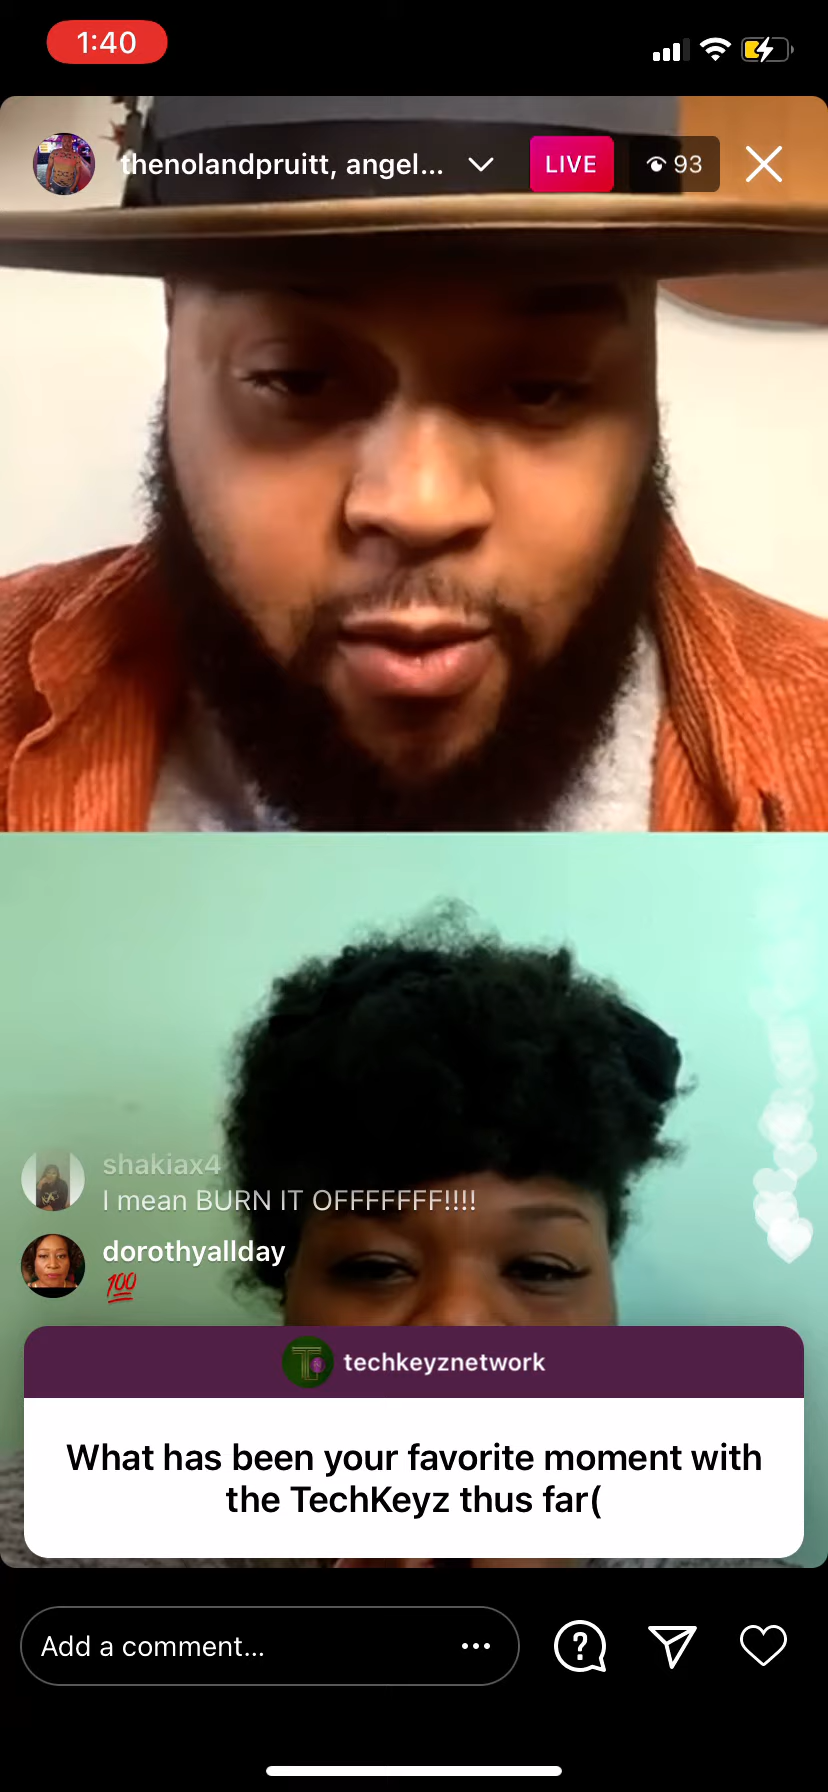 1:40
thenolandpruitt, angel...
LIVE
93
shakiax4
I mean BURN IT OFFFFFFF!!!!
dorothyallday
💯
techkeyznetwork
What has been your favorite moment with
the TechKeyz thus far(
Add a comment...